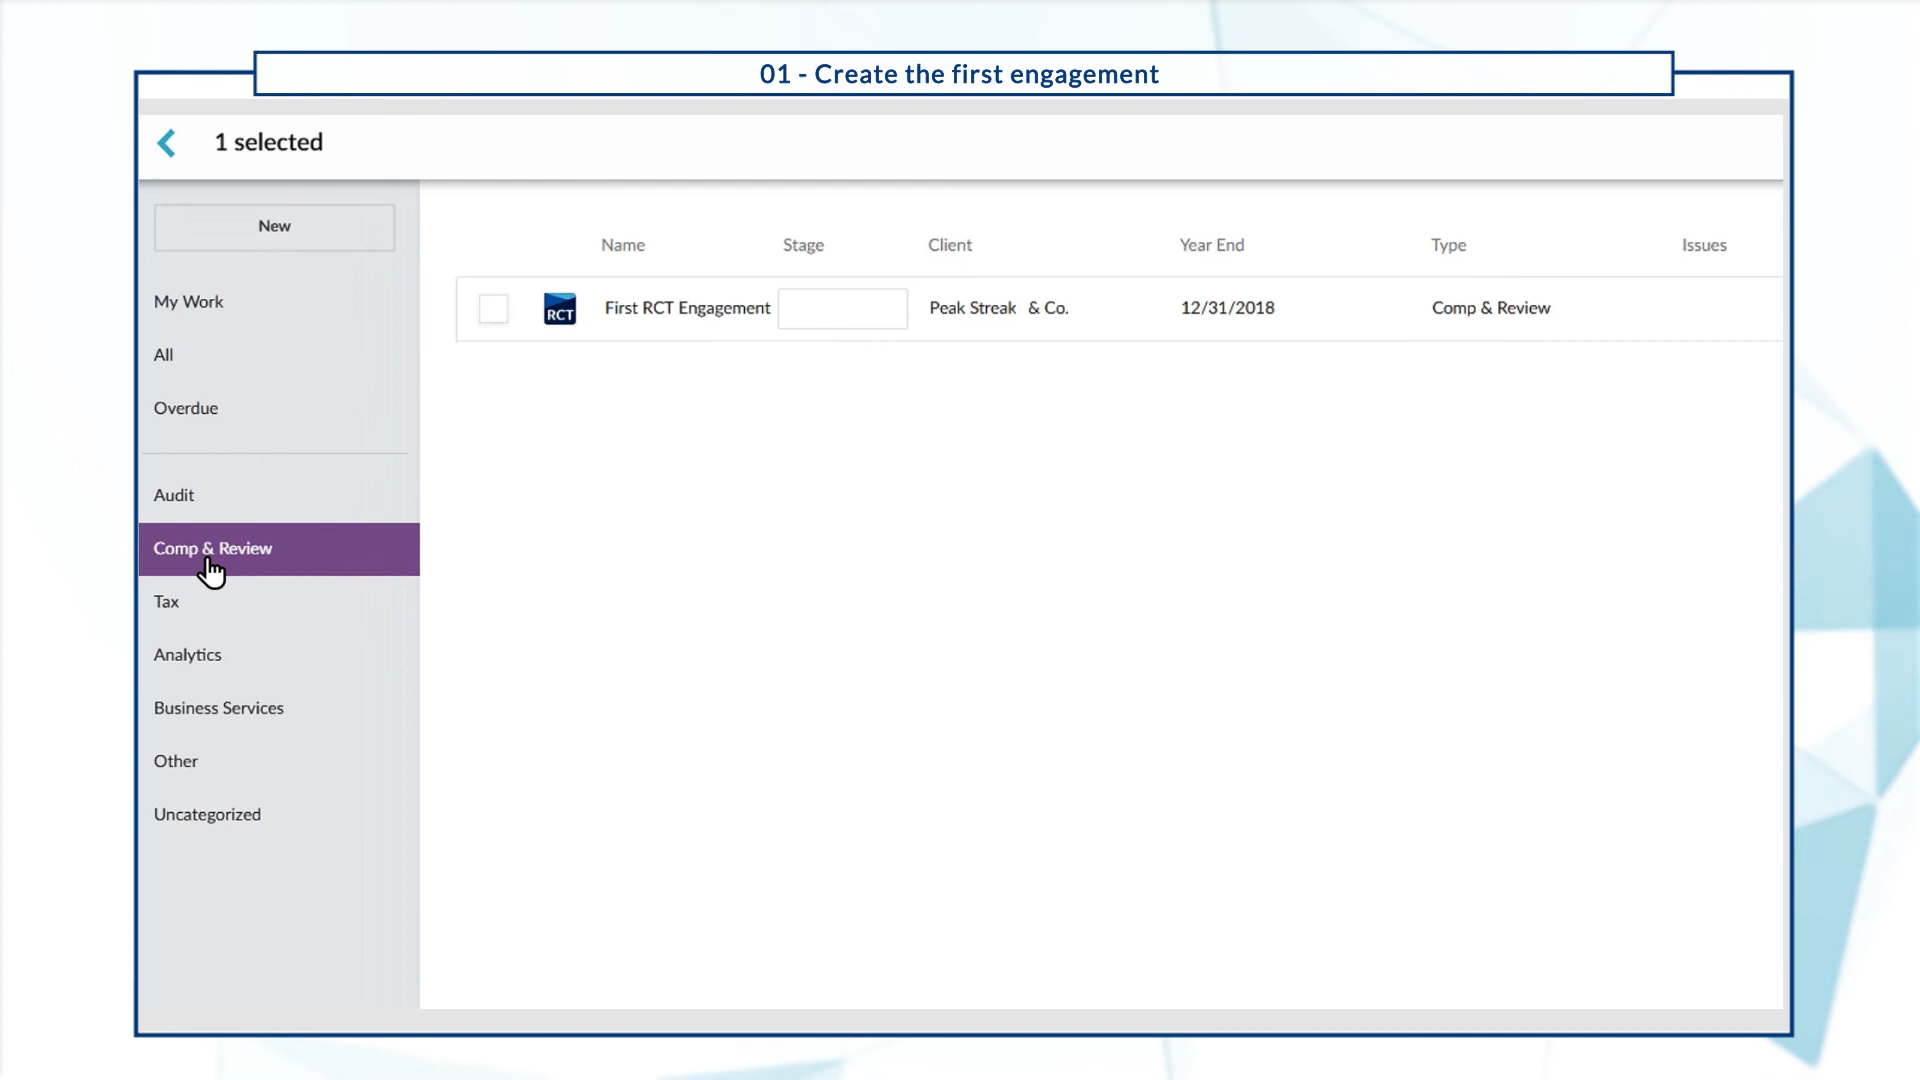 01 - Create the first engagement
1 selected
New
My Work
All
Overdue
Audit
Comp & Review
Tax
Analytics
Business Services
Other
Uncategorized
Name Stage Client Year End Type Issues
RCT First RCT Engagement Peak Streak & Co. 12/31/2018 Comp & Review